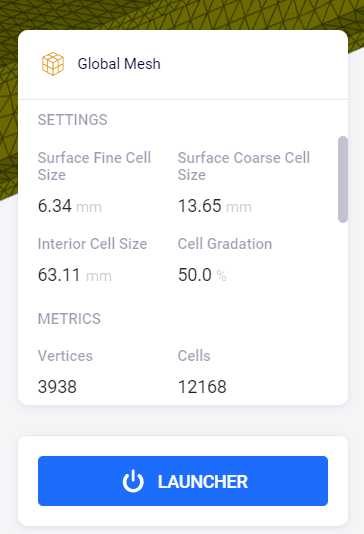 Global Mesh
SETTINGS
Surface Fine Cell Size
Surface Coarse Cell Size
6.34 mm
13.65 mm
Interior Cell Size
Cell Gradation
63.11 mm
50.0 %
METRICS
Vertices
Cells
3938
12168
LAUNCHER